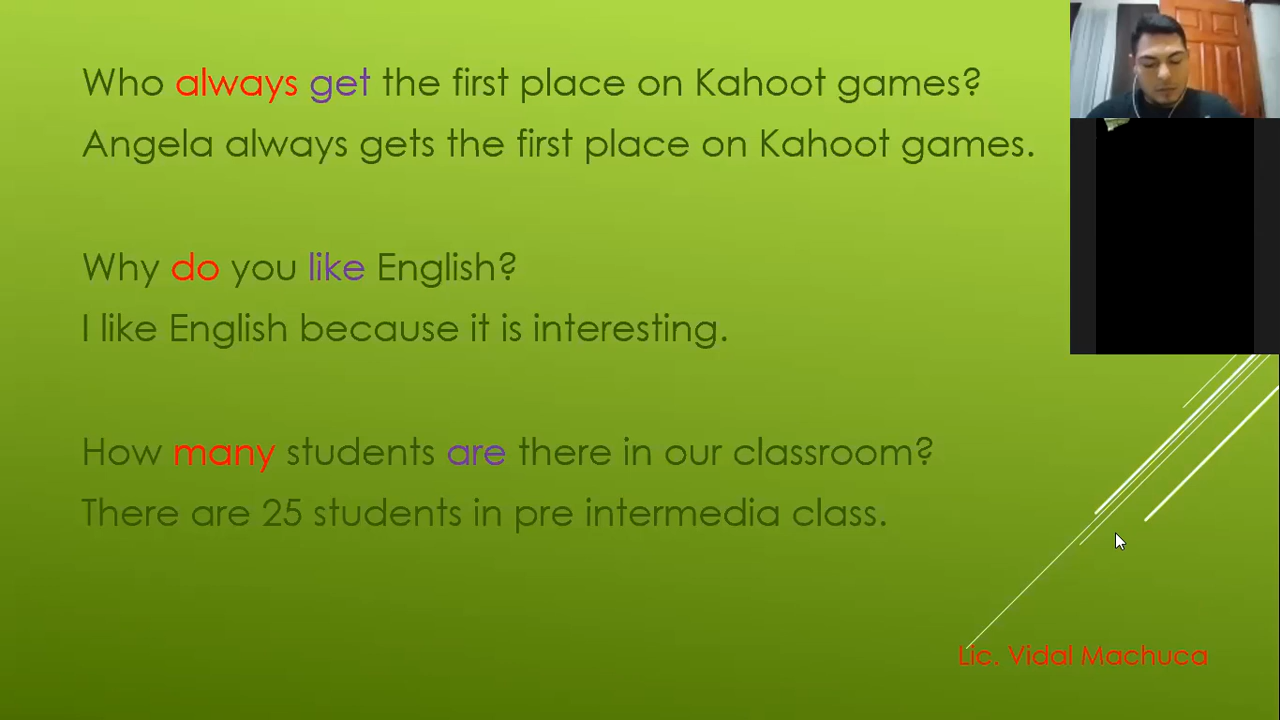 Who always get the first place on Kahoot games?
Angela always gets the first place on Kahoot games.
Why do you like English?
I like English because it is interesting.
How many students are there in our classroom?
There are 25 students in pre intermedia class.
Lic. Vidal Machuca